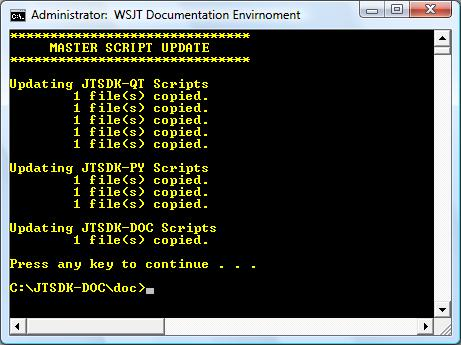 Administrator: WSJT Documentation Envirnoment
******************************
MASTER SCRIPT UPDATE
******************************
Updating JTSDK-QT Scripts
1 file(s) copied.
1 file(s) copied.
1 file(s) copied.
1 file(s) copied.
1 file(s) copied.
Updating JTSDK-PY Scripts
1 file(s) copied.
1 file(s) copied.
1 file(s) copied.
Updating JTSDK-DOC Scripts
1 file(s) copied.
Press any key to continue . . .
C:\JTSDK-DOC\doc>